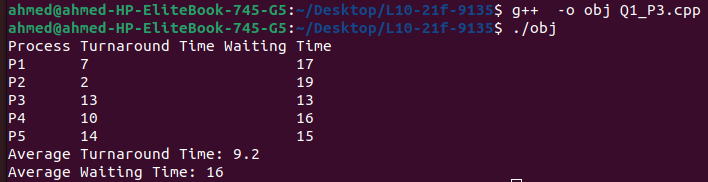 ahmed@ahmed-HP-EliteBook-745-G5:~/Desktop/L10-21f-9135$ g++  -o obj Q1_P3.cpp
ahmed@ahmed-HP-EliteBook-745-G5:~/Desktop/L10-21f-9135$ ./obj
Process Turnaround Time Waiting Time
P1      7                       17
P2      2                       19
P3      13                      13
P4      10                      16
P5      14                      15
Average Turnaround Time: 9.2
Average Waiting Time: 16